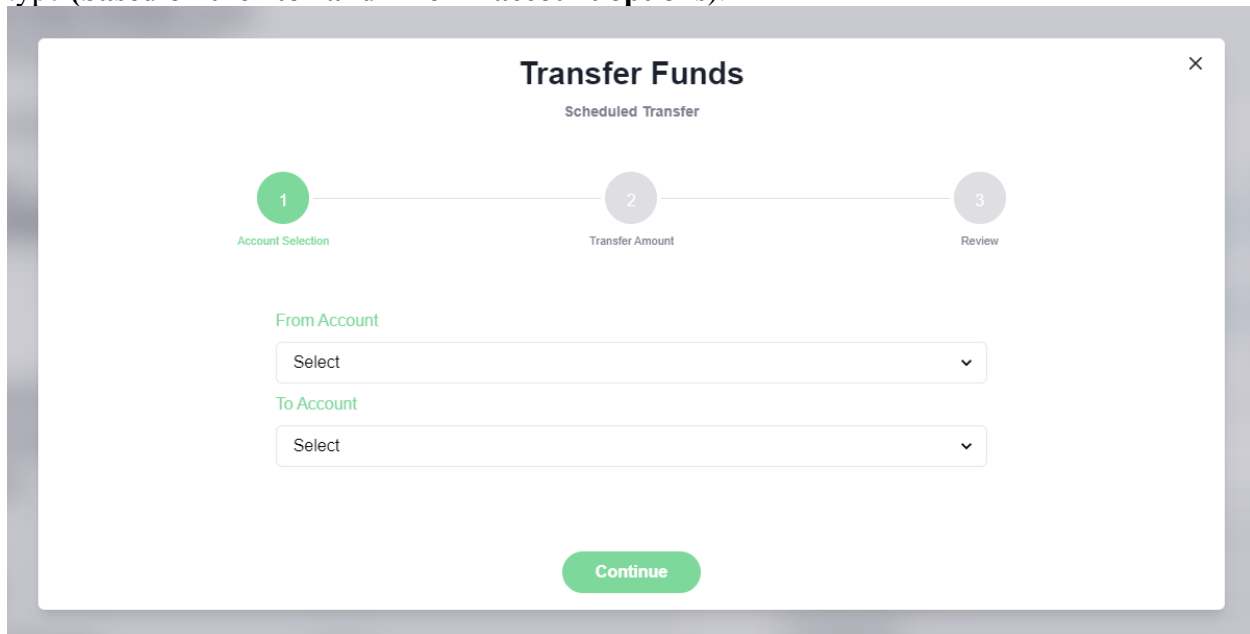 Transfer Funds
Scheduled Transfer
1
2
3
Account Selection
Transfer Amount
Review
From Account
Select
To Account
Select
Continue